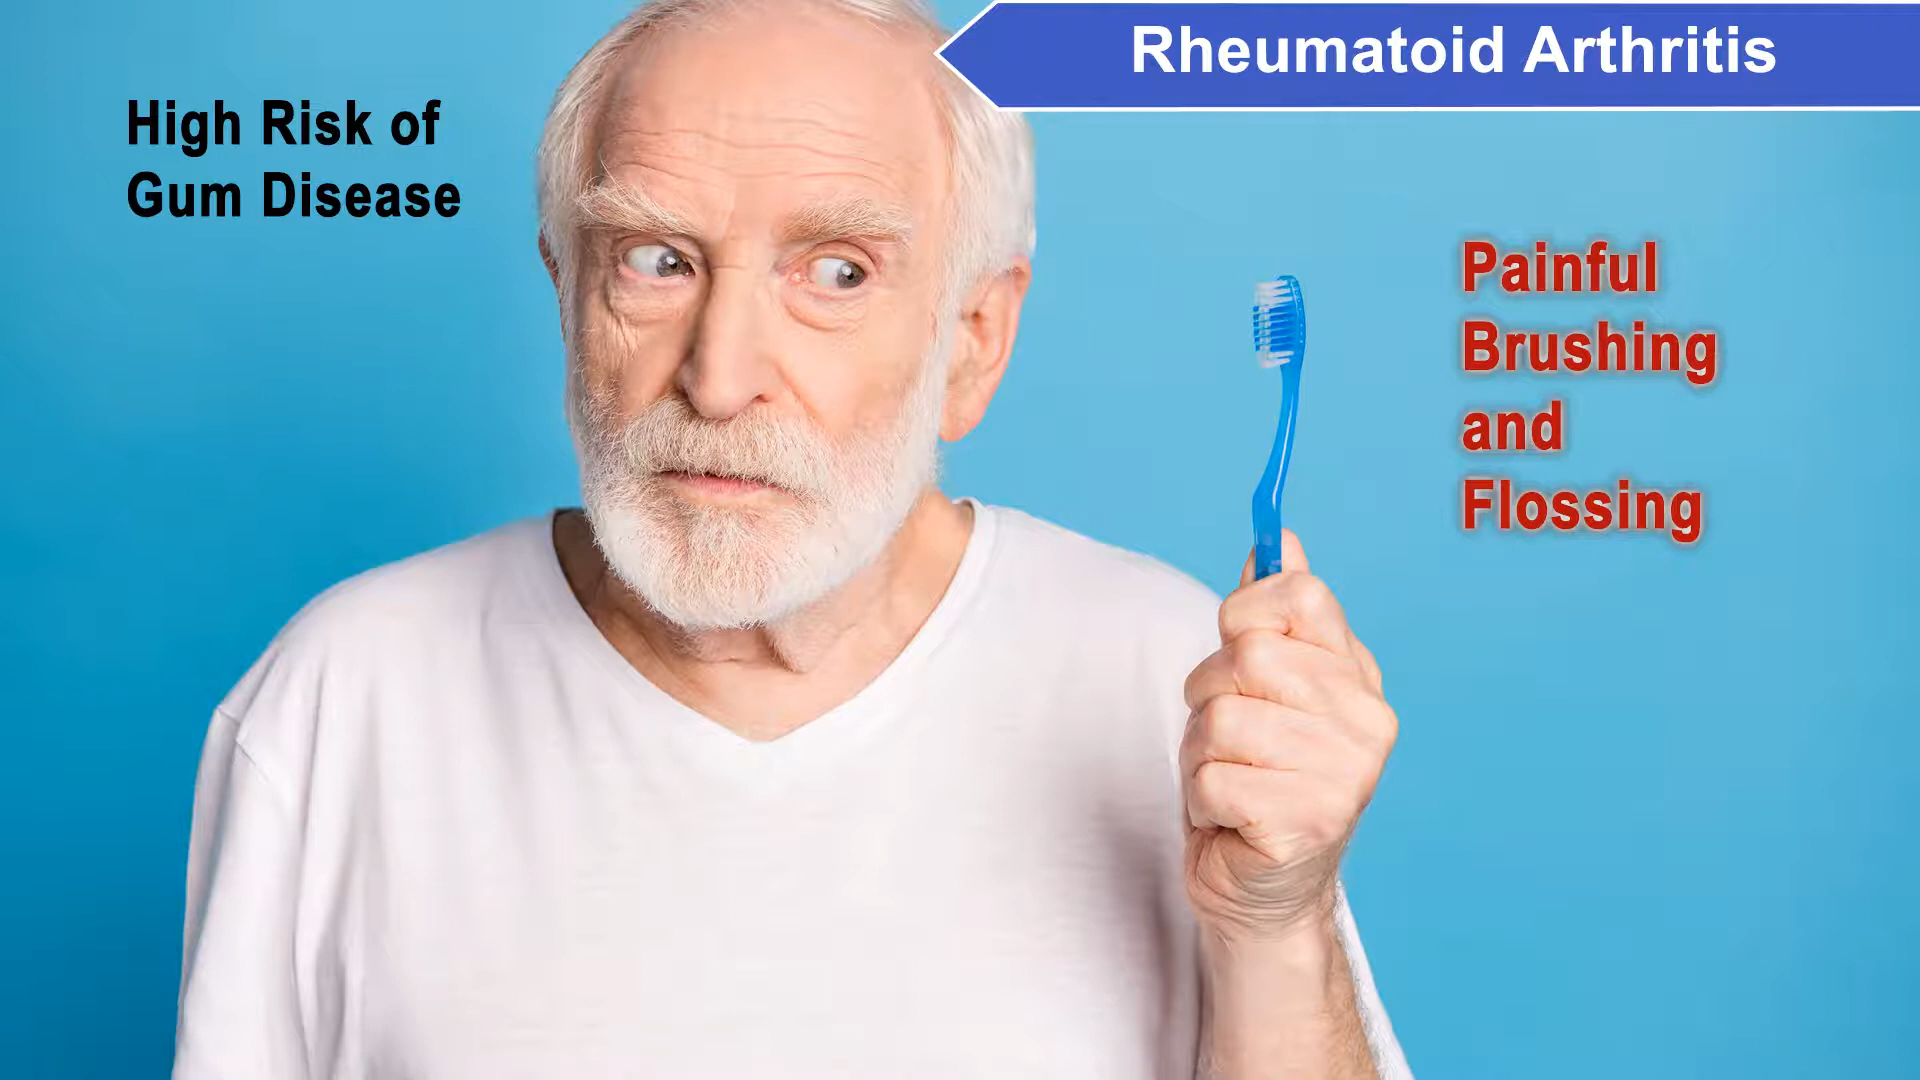 Rheumatoid Arthritis
High Risk of
Gum Disease
Painful
Brushing
and
Flossing